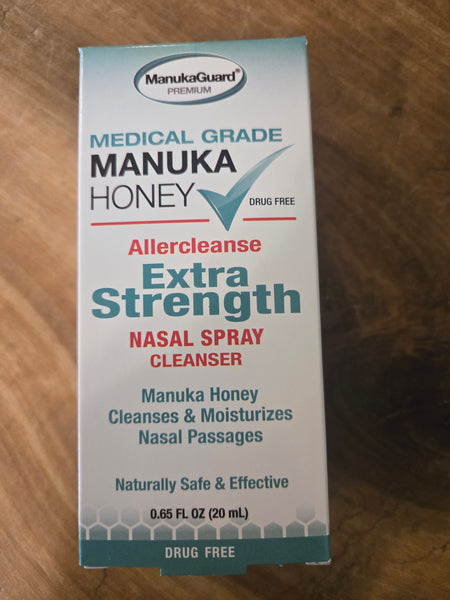 ManukaGuard®
PREMIUM
MEDICAL GRADE
MANUKA
HONEY
DRUG FREE
Allercleanse
Extra
Strength
NASAL SPRAY
CLEANSER
Manuka Honey
Cleanses & Moisturizes
Nasal Passages
Naturally Safe & Effective
0.65 FL OZ (20 mL)
DRUG FREE